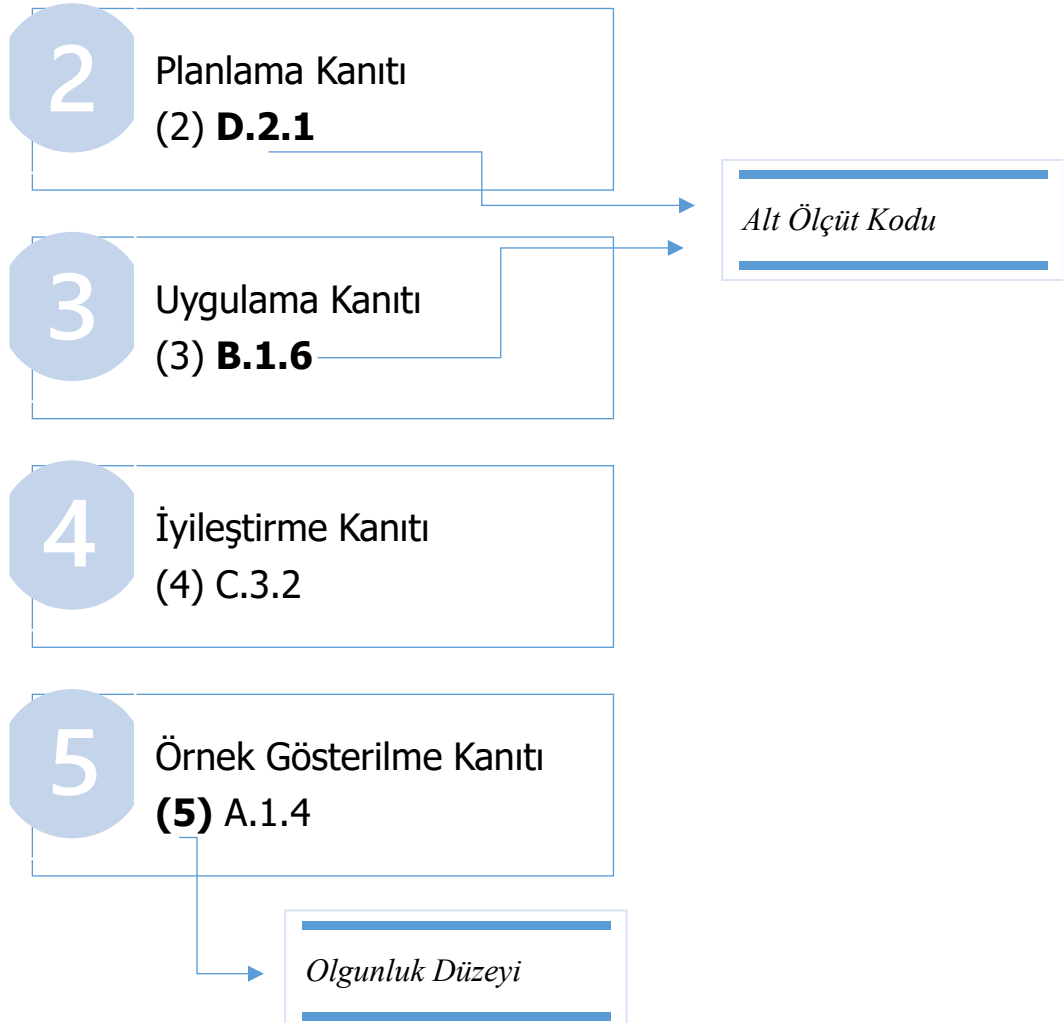 2
Planlama Kanıtı
(2) D.2.1
Alt Ölçüt Kodu
3
Uygulama Kanıtı
(3) B.1.6
4
İyileştirme Kanıtı
(4) C.3.2
5
Örnek Gösterilme Kanıtı
(5) A.1.4
Olgunluk Düzeyi